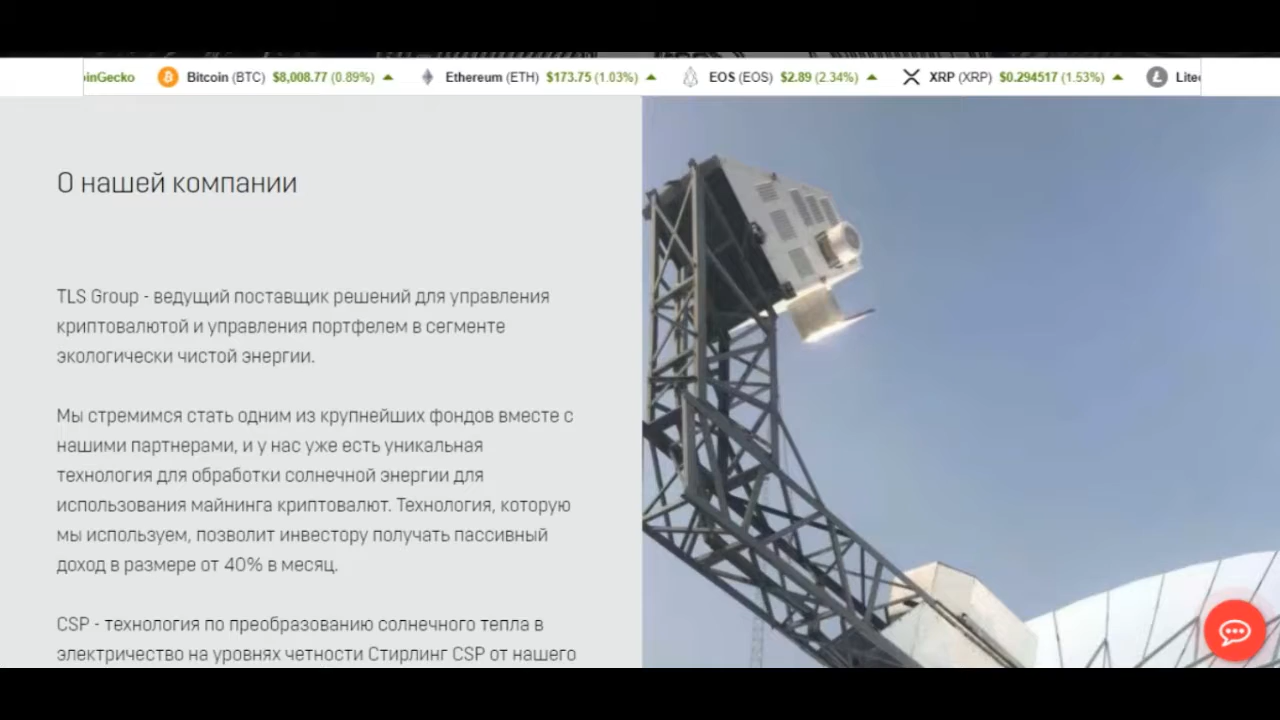 oinGecko Bitcoin (BTC) $8,008.77 (0.89%) Ethereum (ETH) $173.75 (1.03%) EOS (EOS) $2.89 (2.34%) XRP (XRP) $0.294517 (1.53%) Lite
О нашей компании
TLS Group - ведущий поставщик решений для управления
криптовалютой и управления портфелем в сегменте
экологически чистой энергии.
Мы стремимся стать одним из крупнейших фондов вместе с
нашими партнерами, и у нас уже есть уникальная
технология для обработки солнечной энергии для
использования майнинга криптовалют. Технология, которую
мы используем, позволит инвестору получать пассивный
доход в размере от 40% в месяц.
CSP - технология по преобразованию солнечного тепла в
электричество на уровнях четности Стирлинг CSP от нашего